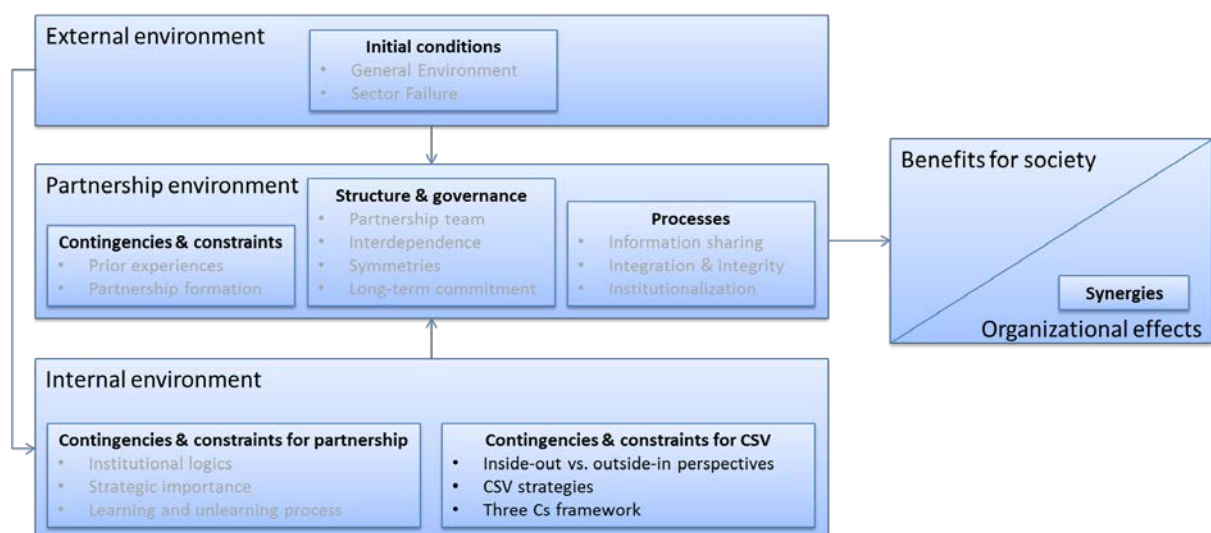 External environment
Initial conditions
• General Environment
• Sector Failure
Partnership environment
Contingencies & constraints
• Prior experiences
• Partnership formation
Structure & governance
• Partnership team
• Interdependence
• Symmetries
• Long-term commitment
Processes
• Information sharing
• Integration & integrity
• Institutionalization
Benefits for society
Synergies
Organizational effects
Internal environment
Contingencies & constraints for partnership
• Institutional logics
• Strategic importance
• Learning and unlearning process
Contingencies & constraints for CSV
• Inside-out vs. outside-in perspectives
• CSV strategies
• Three Cs framework